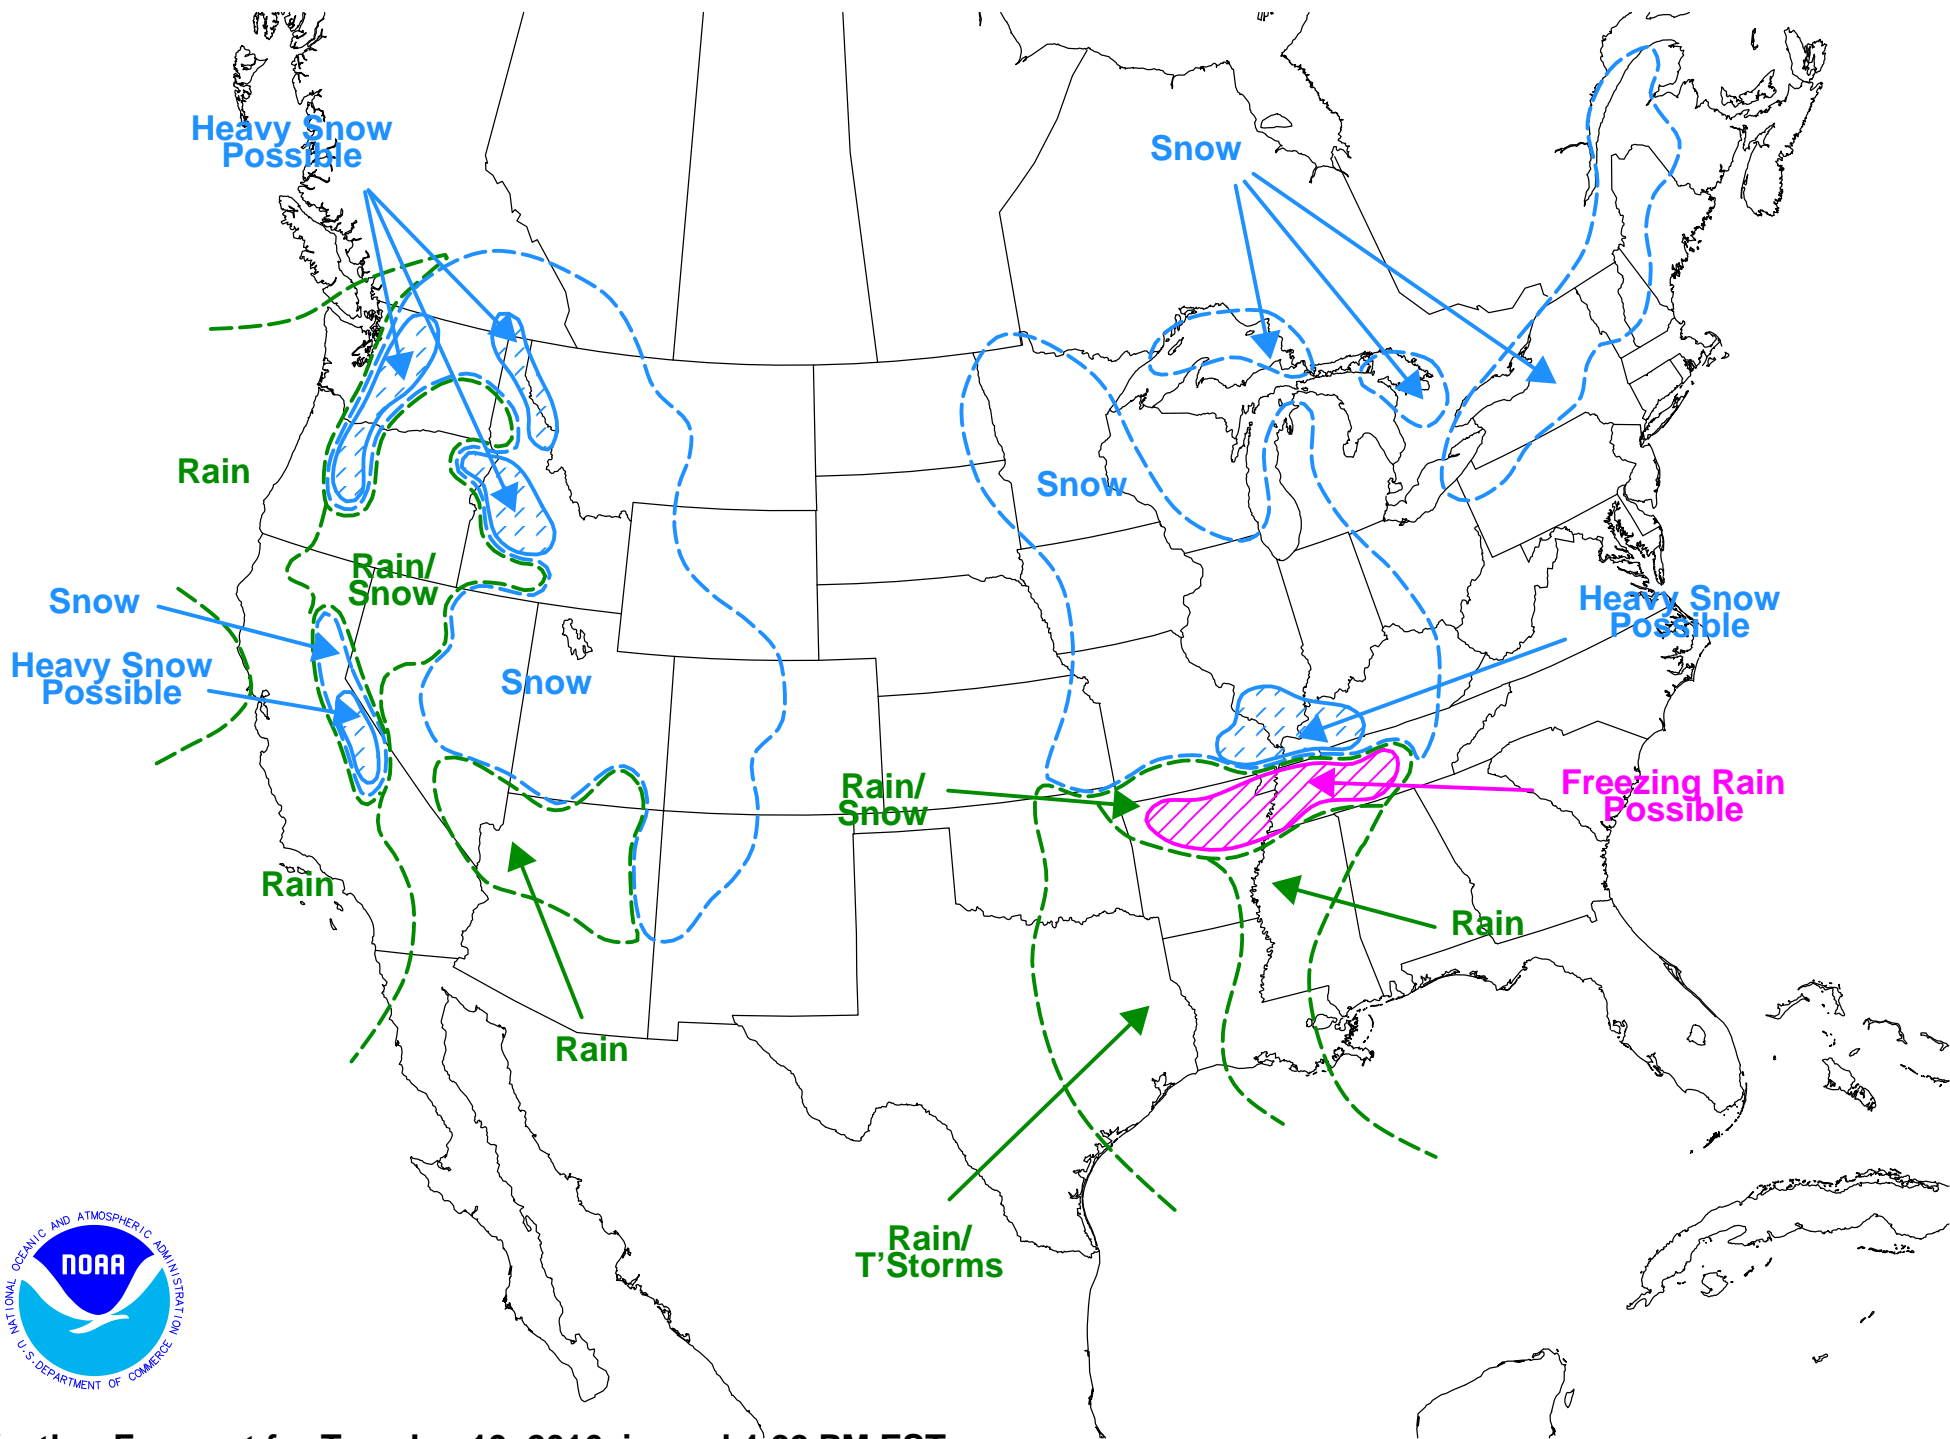 Heavy Snow
Possible
Snow
Rain
Snow
Rain/
Snow
Snow
Heavy Snow
Possible
Heavy Snow
Possible
Snow
Rain/
Snow
Freezing Rain
Possible
Rain
Rain
Rain
Rain/
T'Storms
NATIONAL OCEANIC AND ATMOSPHERIC ADMINISTRATION
NOAA
U.S. DEPARTMENT OF COMMERCE